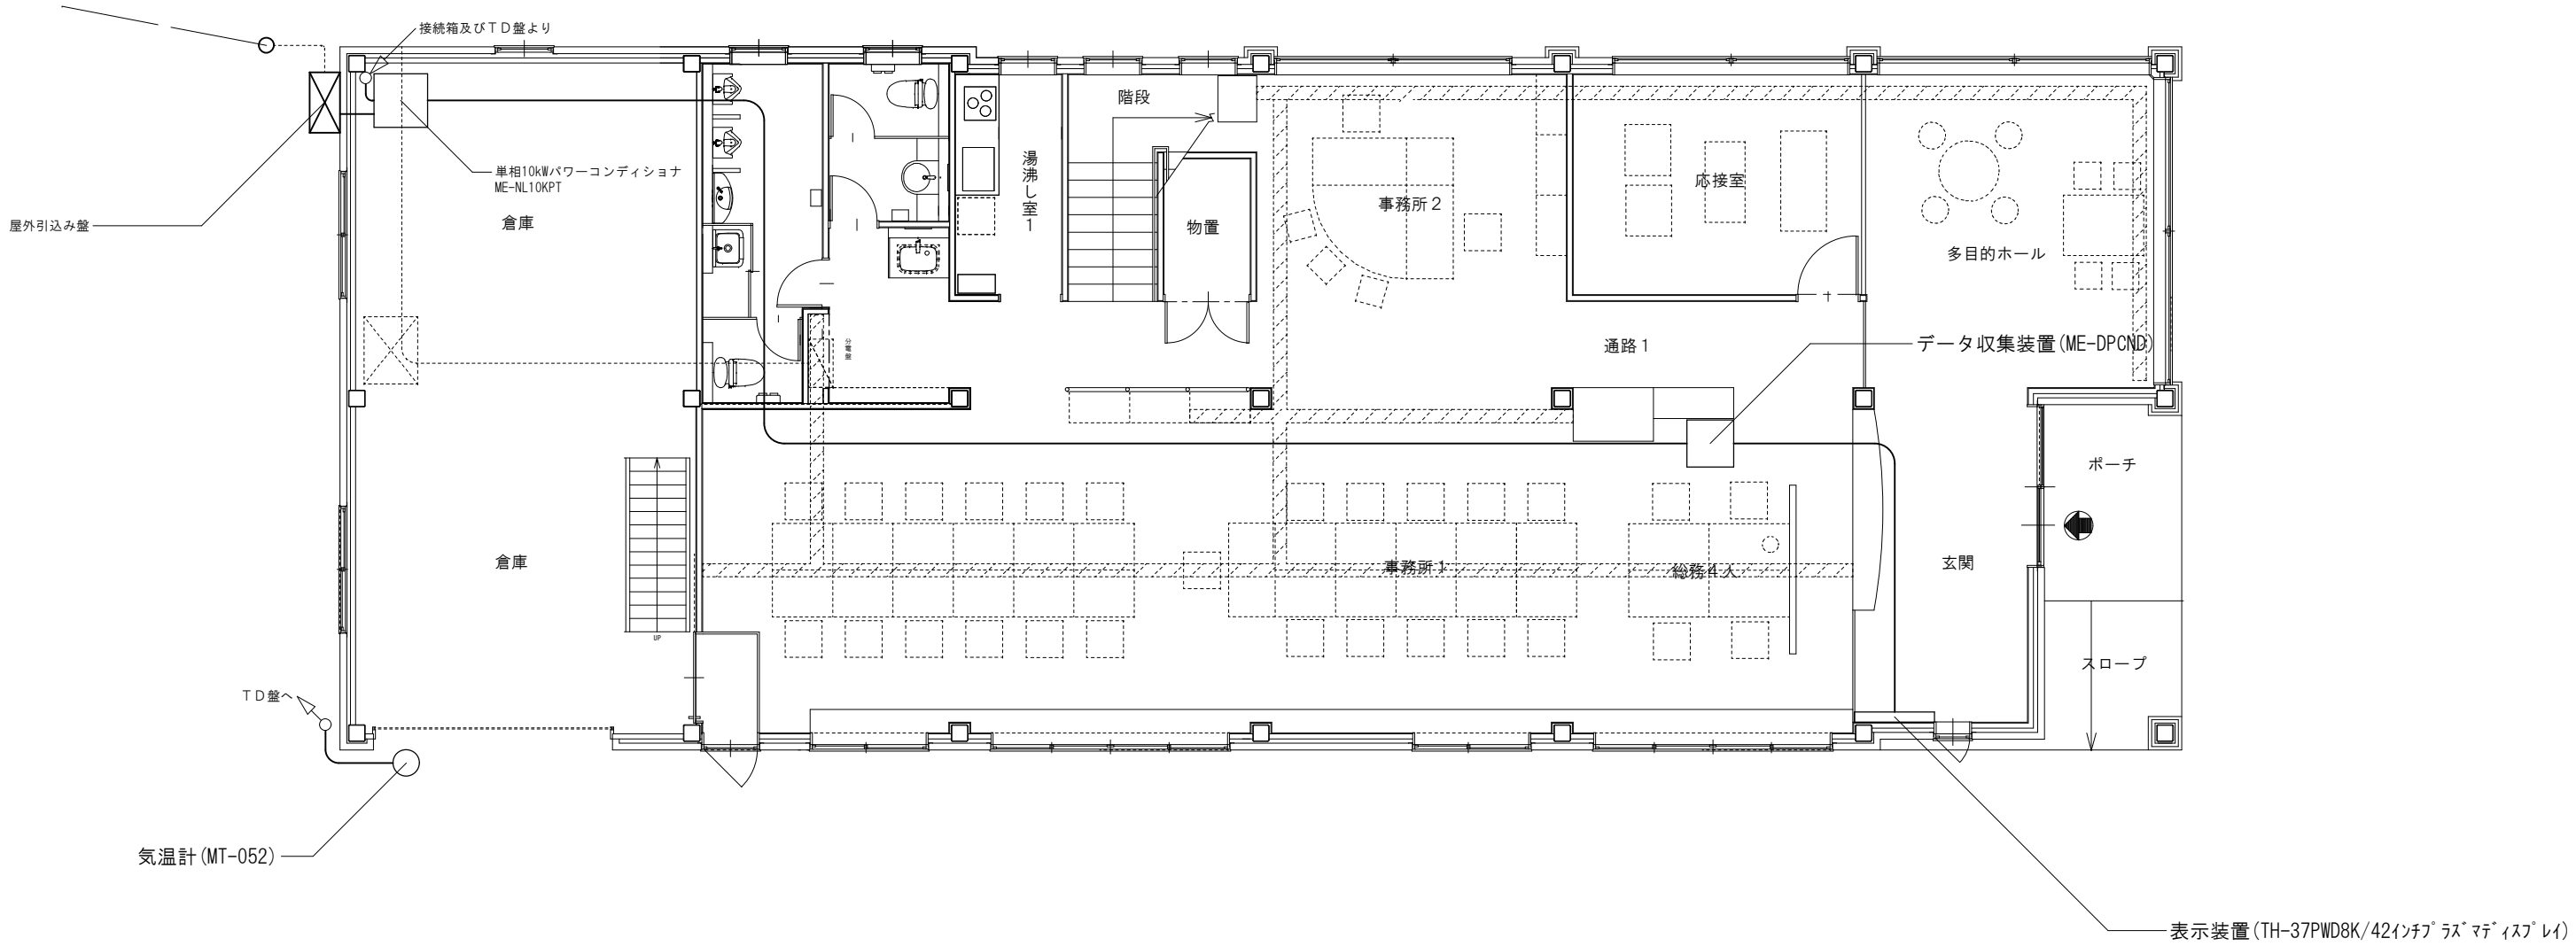 接続箱及びTD盤より
階段
単相10kWパワーコンディショナ
ME-NL10KPT
湯沸し室1
応接室
倉庫
屋外引込み盤
事務所2
物置
多目的ホール
分電盤
通路1
データ収集装置(ME-DPCND)
ポーチ
倉庫
事務所1
総務4人
玄関
UP
スロープ
TD盤へ
気温計(MT-052)
表示装置(TH-37PWD8K/42インチプラズマディスプレイ)